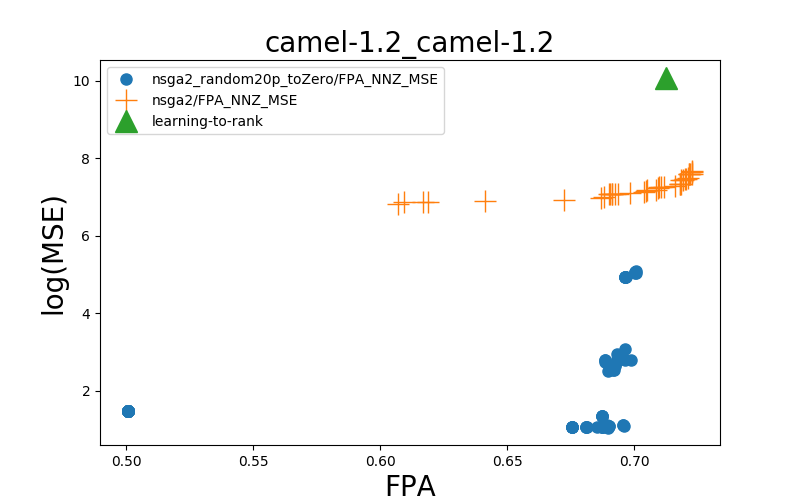 camel-1.2_camel-1.2
nsga2_random20p_toZero/FPA_NNZ_MSE
nsga2/FPA_NNZ_MSE
learning-to-rank
log(MSE)
10
8
6
4
2
0.50 0.55 0.60 0.65 0.70
FPA